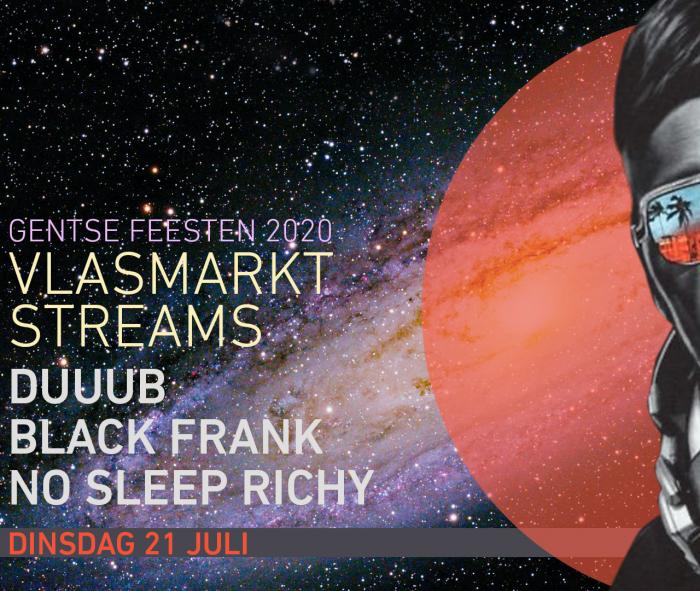 GENTSE FEESTEN 2020
VLASMARKT
STREAMS
DUUUB
BLACK FRANK
NO SLEEP RICHY
DINSDAG 21 JULI